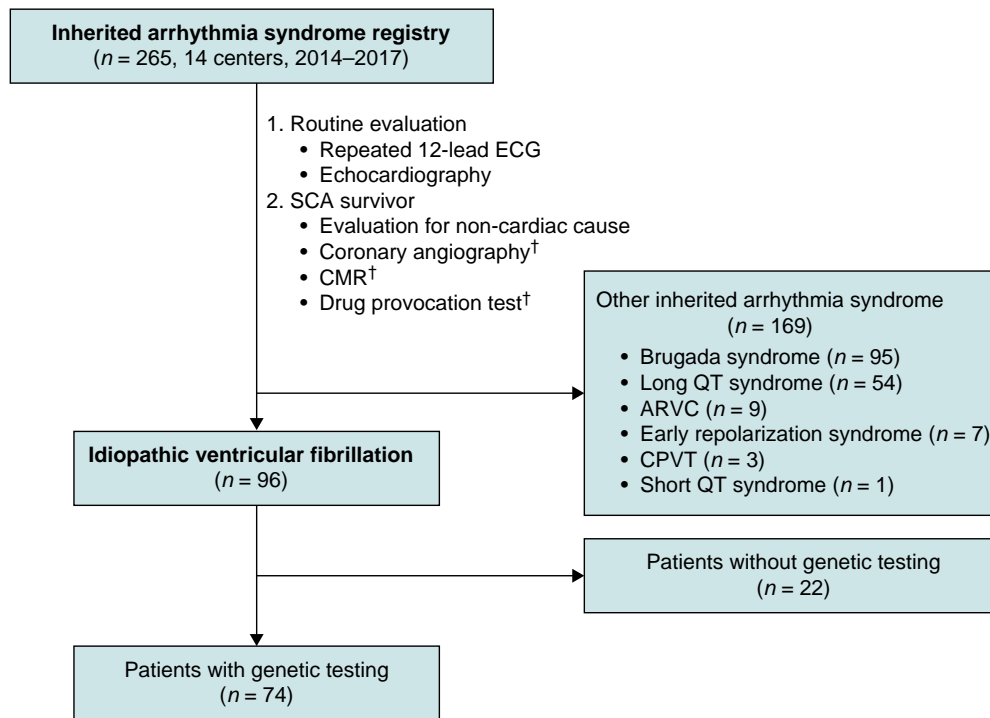 Inherited arrhythmia syndrome registry
(n = 265, 14 centers, 2014–2017)
1. Routine evaluation
• Repeated 12-lead ECG
• Echocardiography
2. SCA survivor
• Evaluation for non-cardiac cause
• Coronary angiography†
• CMR†
• Drug provocation test†
Other inherited arrhythmia syndrome
(n = 169)
• Brugada syndrome (n = 95)
• Long QT syndrome (n = 54)
• ARVC (n = 9)
• Early repolarization syndrome (n = 7)
• CPVT (n = 3)
• Short QT syndrome (n = 1)
Idiopathic ventricular fibrillation
(n = 96)
Patients without genetic testing
(n = 22)
Patients with genetic testing
(n = 74)